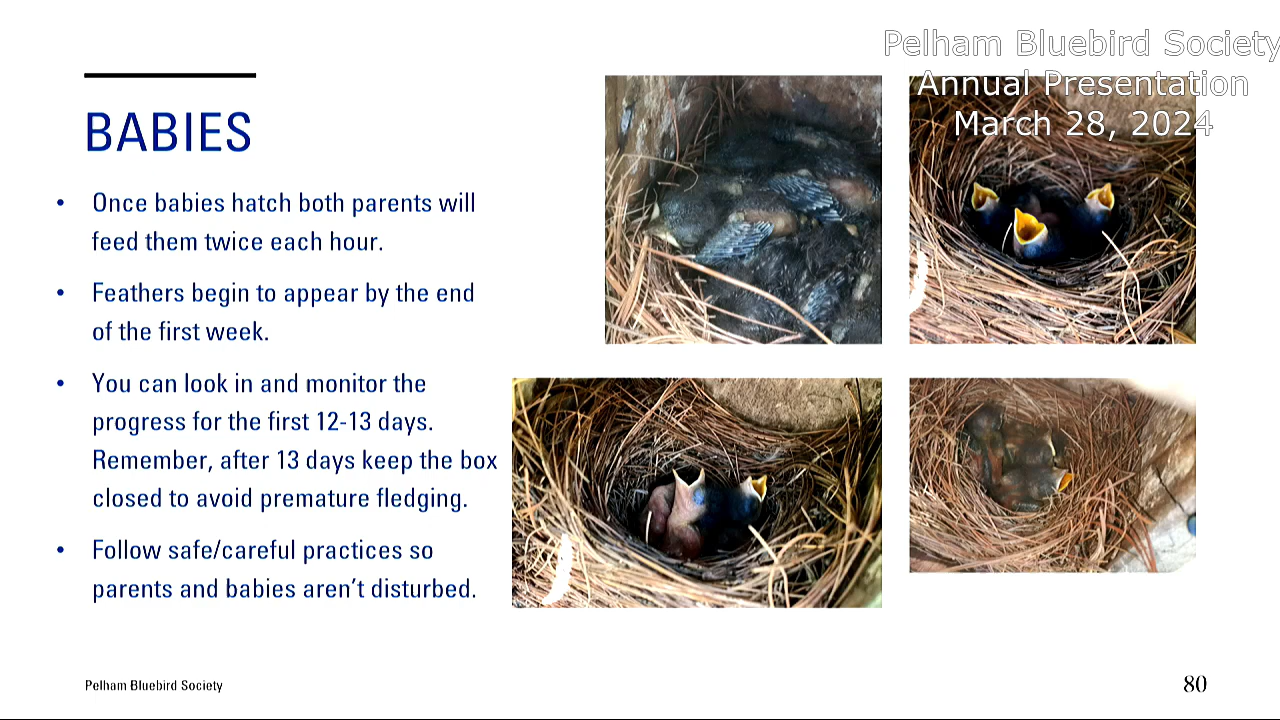 Pelham Bluebird Society
Annual Presentation
March 28, 2024
BABIES
• Once babies hatch both parents will
feed them twice each hour.
• Feathers begin to appear by the end
of the first week.
• You can look in and monitor the
progress for the first 12-13 days.
Remember, after 13 days keep the box
closed to avoid premature fledging.
• Follow safe/careful practices so
parents and babies aren’t disturbed.
Pelham Bluebird Society
80